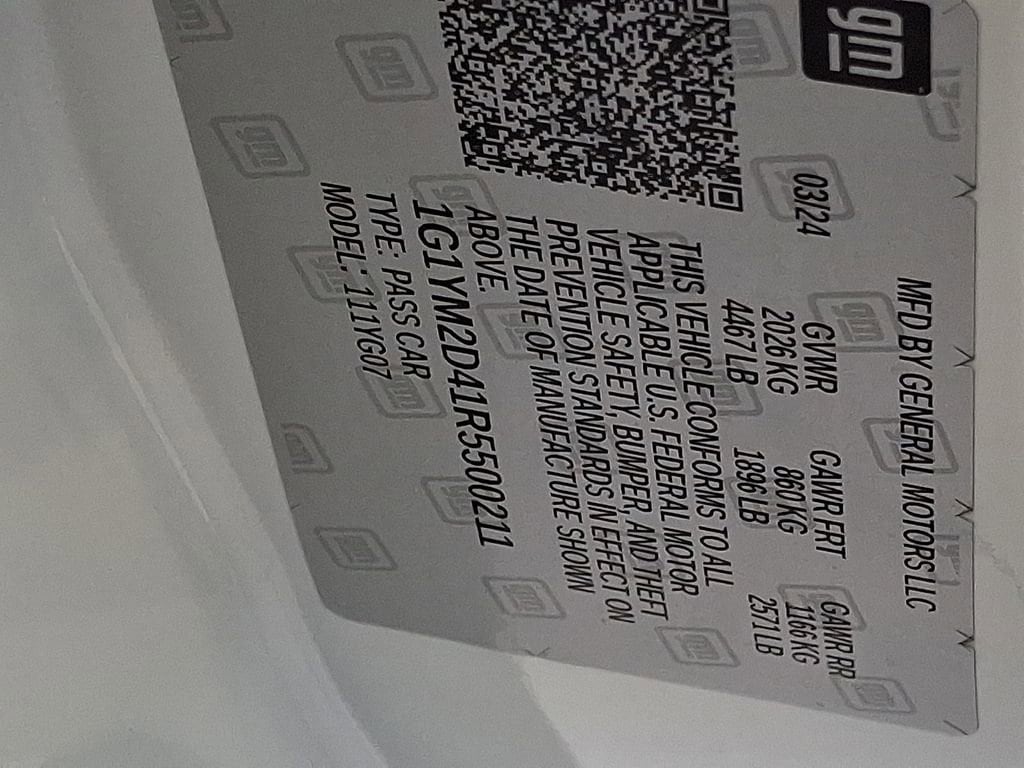 gm
MFD BY GENERAL MOTORS LLC
03/24
GVWR GAWR FRT GAWR RR
2026 KG 860 KG 1166 KG
4467 LB 1896 LB 2571 LB
THIS VEHICLE CONFORMS TO ALL
APPLICABLE U.S. FEDERAL MOTOR
VEHICLE SAFETY, BUMPER, AND THEFT
PREVENTION STANDARDS IN EFFECT ON
THE DATE OF MANUFACTURE SHOWN
ABOVE.
1G1YM2D41R5500211
TYPE: PASS CAR
MODEL: 111YG07